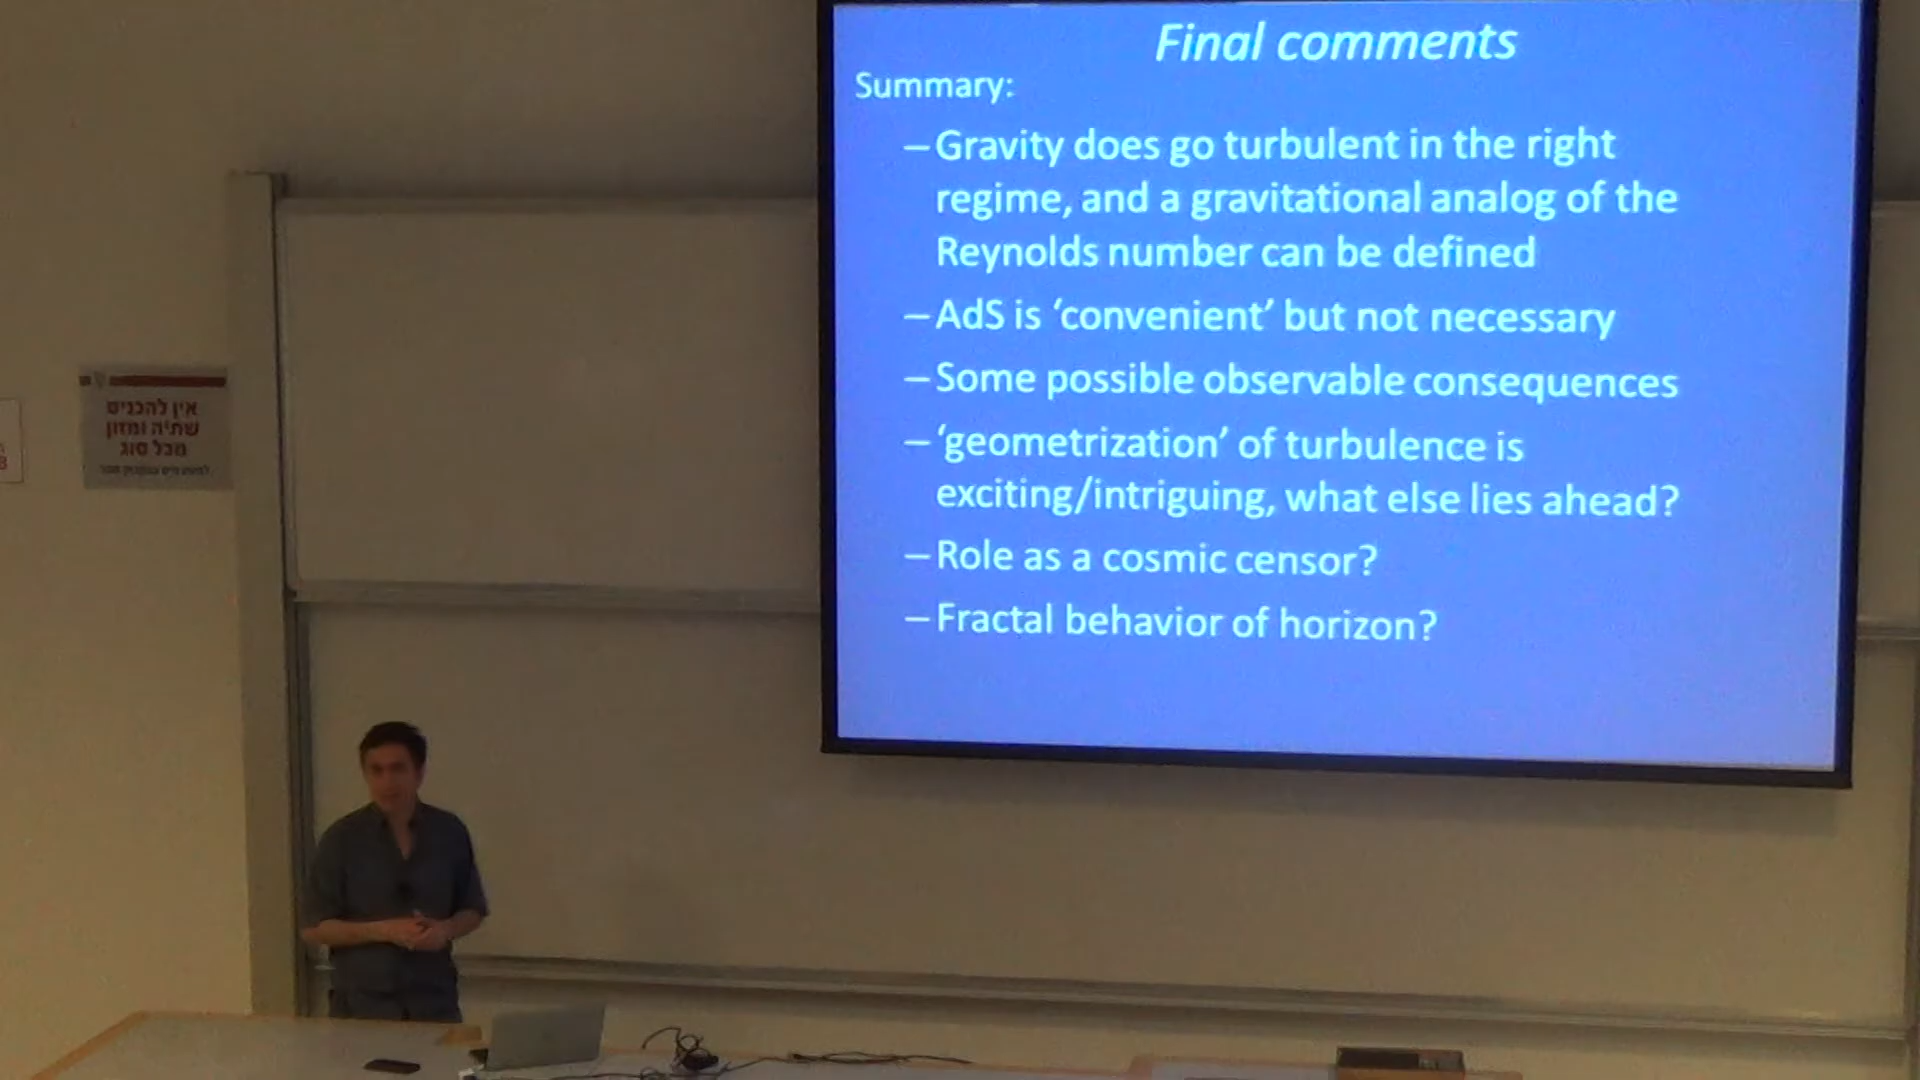 Final comments
Summary:
– Gravity does go turbulent in the right
regime, and a gravitational analog of the
Reynolds number can be defined
– AdS is ‘convenient’ but not necessary
– Some possible observable consequences
– ‘geometrization’ of turbulence is
exciting/intriguing, what else lies ahead?
– Role as a cosmic censor?
– Fractal behavior of horizon?
אין להכניס
שתיה ומזון
מכל סוג